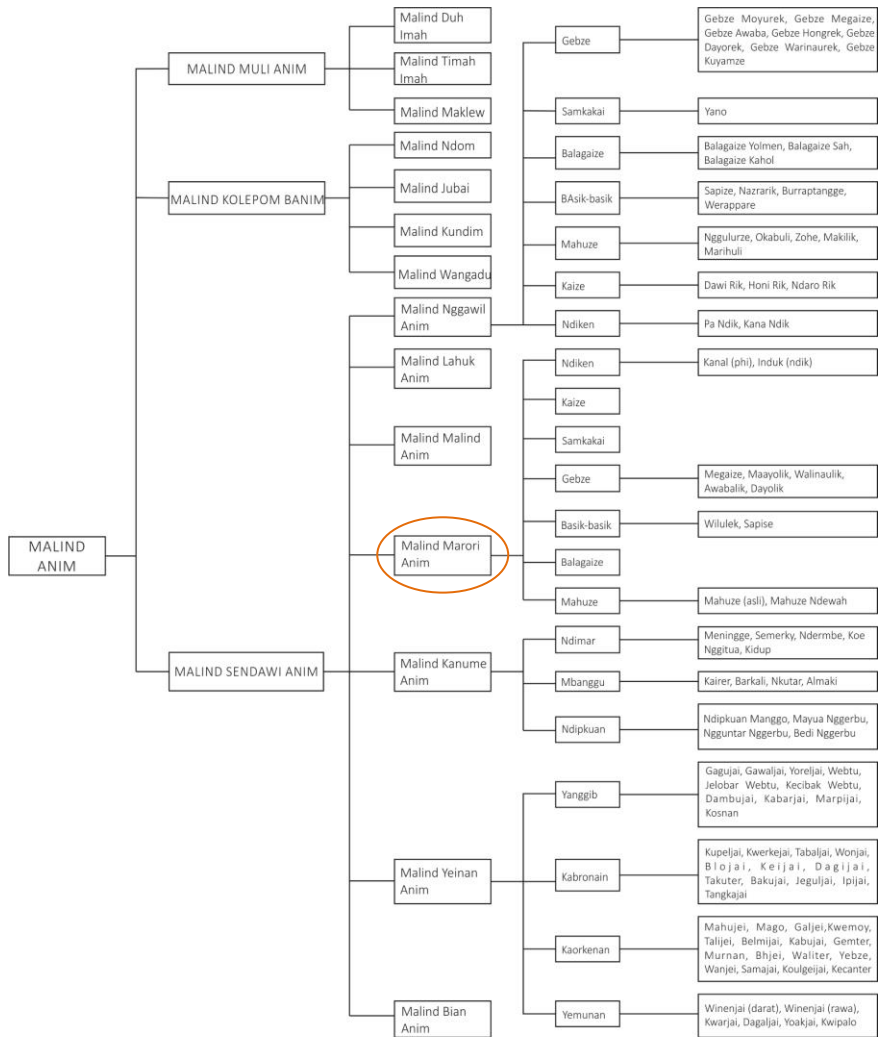 MALIND
ANIM
MALIND MULI ANIM
MALIND KOLEPOM BANIM
MALIND SENDAWI ANIM
Malind Duh
Imah
Malind Timah
Imah
Malind Maklew
Malind Ndom
Malind Jubai
Malind Kundim
Malind Wangadu
Malind Nggawil
Anim
Malind Lahuk
Anim
Malind Malind
Anim
Malind Marori
Anim
Malind Kanume
Anim
Malind Yeinan
Anim
Malind Bian
Anim
Gebze
Gebze Moyurek, Gebze Megaize,
Gebze Awaba, Gebze Hongrek, Gebze
Dayorek, Gebze Warinaurek, Gebze
Kuyamze
Samkakai
Yano
Balagaize
Balagaize Yolmen, Balagaize Sah,
Balagaize Kahol
BAsik-basik
Sapize, Nazrarik, Burraptangge,
Werappare
Mahuze
Nggulurze, Okabuli, Zohe, Makilik,
Marihuli
Kaize
Dawi Rik, Honi Rik, Ndaro Rik
Ndiken
Pa Ndik, Kana Ndik
Ndiken
Kanal (phi), Induk (ndik)
Kaize
Samkakai
Gebze
Megaize, Maayolik, Walinaulik,
Awabalik, Dayolik
Basik-basik
Wilulek, Sapise
Balagaize
Mahuze
Mahuze (asli), Mahuze Ndewah
Ndimar
Meningge, Semerky, Ndermbe, Koe
Nggitua, Kidup
Mbanggu
Kairer, Barkali, Nkutar, Almaki
Ndipkuan
Ndipkuan Manggo, Mayua Nggerbu,
Ngguntar Nggerbu, Bedi Nggerbu
Yanggib
Gagujai, Gawaljai, Yoreljai, Webtu,
Jelobar Webtu, Kecibak Webtu,
Dambujai, Kabarjai, Marpijai,
Kosnan
Kabronain
Kupeljai, Kwerkejai, Tabaljai, Wonjai,
Blojai, Keijai, Dagijai,
Takuter, Bakujai, Jeguljai, Ipijai,
Tangkajai
Kaorkenan
Mahujei, Mago, Galjei,Kwemoy,
Talijei, Belmijai, Kabujai, Gemter,
Murnan, Bhjei, Waliter, Yebze,
Wanjei, Samajai, Koulgeijai, Kecanter
Yemunan
Winenjai (darat), Winenjai (rawa),
Kwarjai, Dagaljai, Yoakjai, Kwipalo